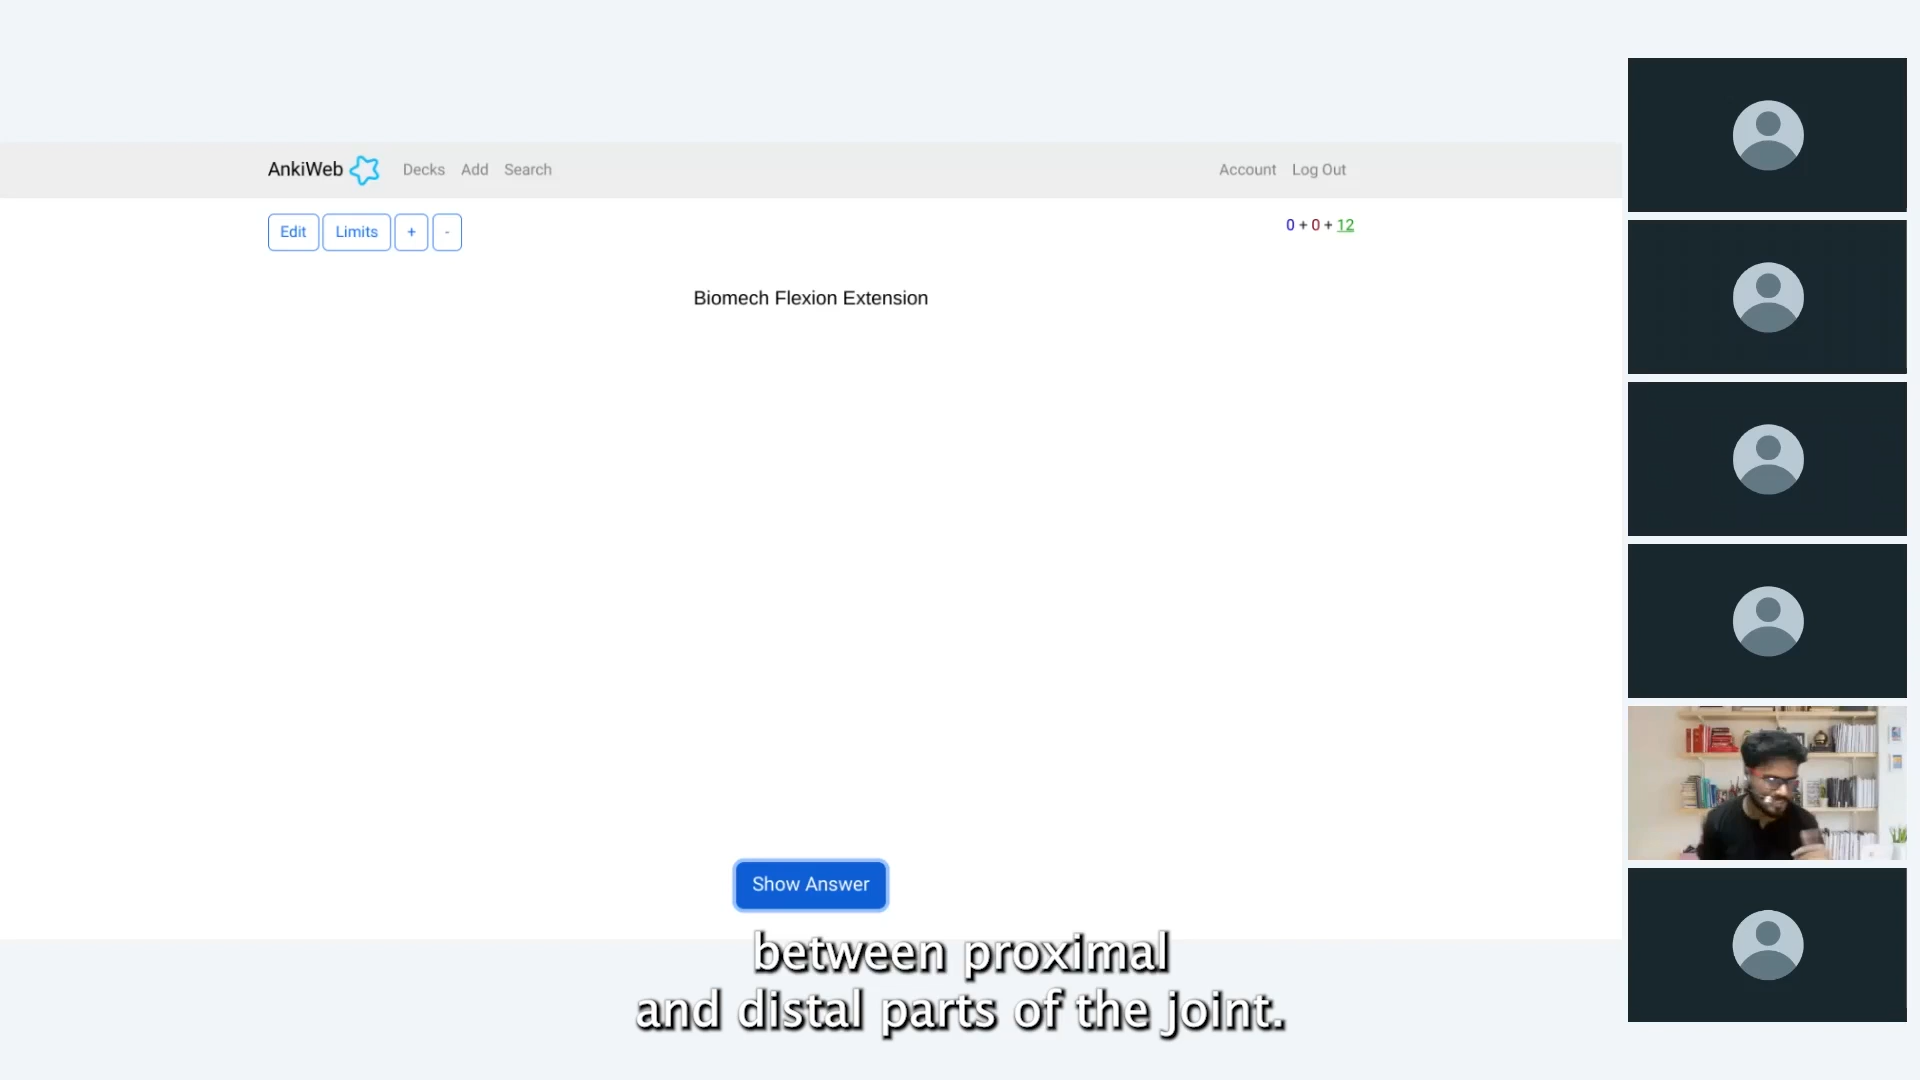 AnkiWeb Decks Add Search Account Log Out
Edit Limits + - 0 + 0 + 12
Biomech Flexion Extension
Show Answer
between proximal
and distal parts of the joint.